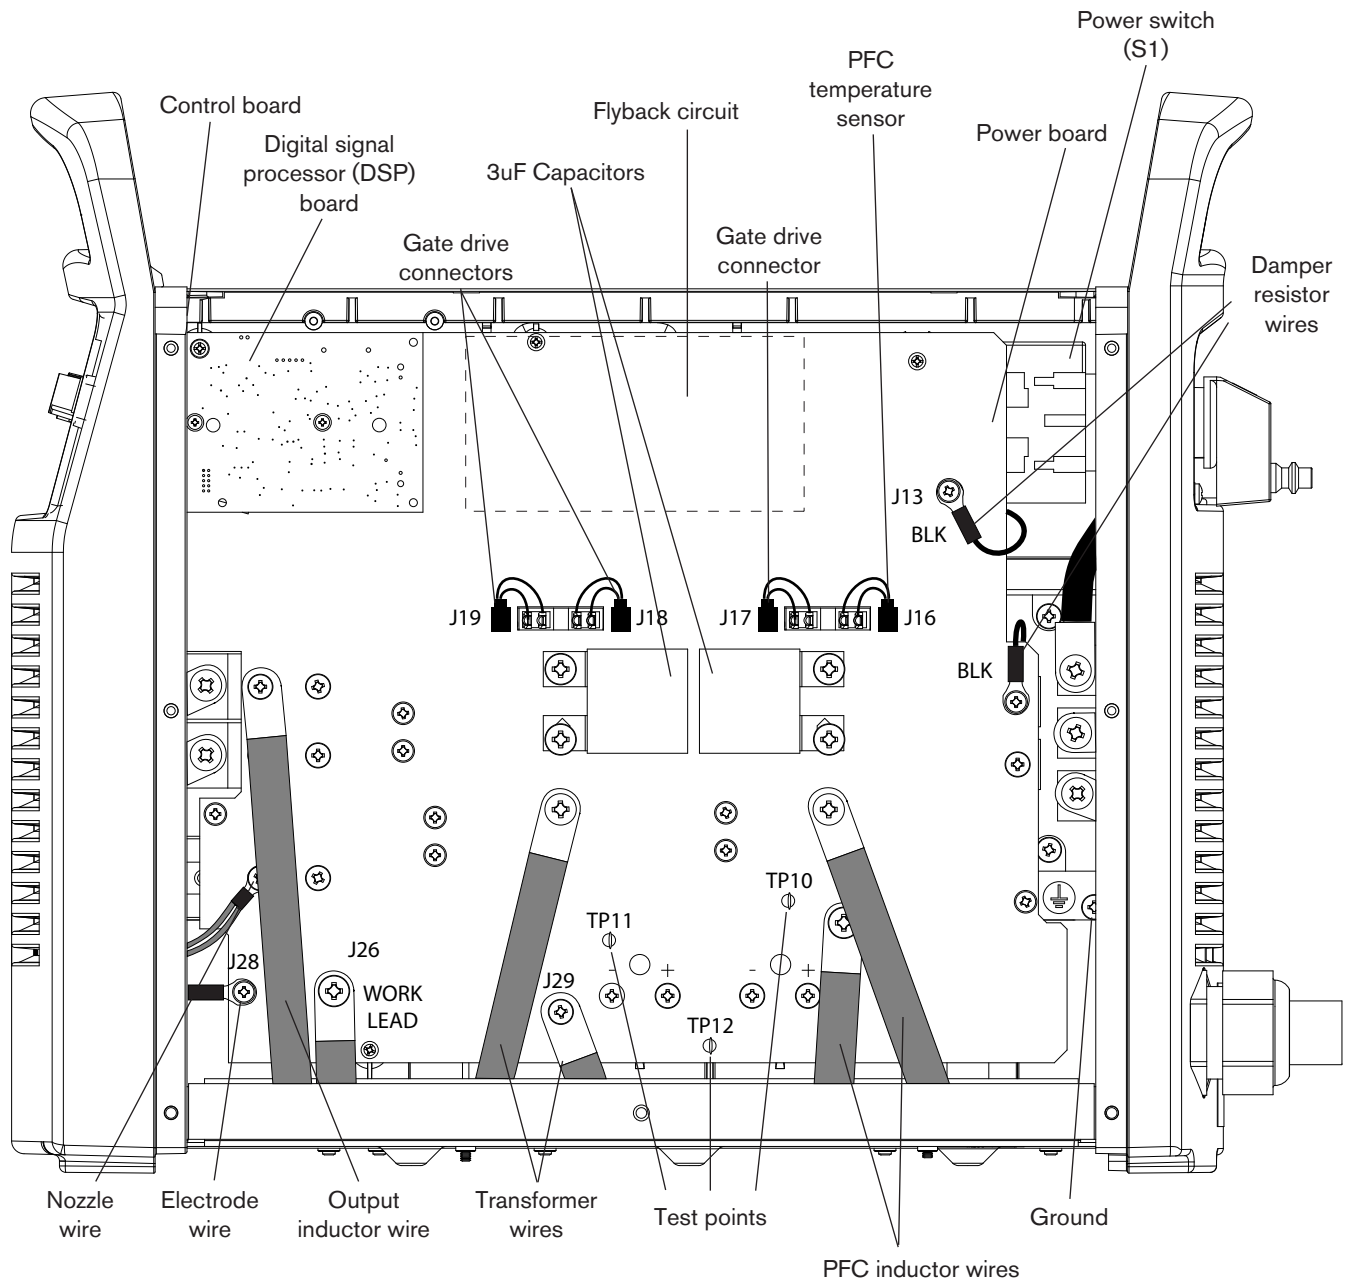 Power switch
(S1)
PFC
temperature
sensor
Control board
Flyback circuit
Power board
Digital signal
processor (DSP)
board
3uF Capacitors
Gate drive
connectors
Gate drive
connector
Damper
resistor
wires
J13
BLK
J19
J18
J17
J16
BLK
TP10
TP11
J28
J26
WORK
LEAD
J29
- +
- +
TP12
Nozzle
wire
Electrode
wire
Output
inductor wire
Transformer
wires
Test points
Ground
PFC inductor wires